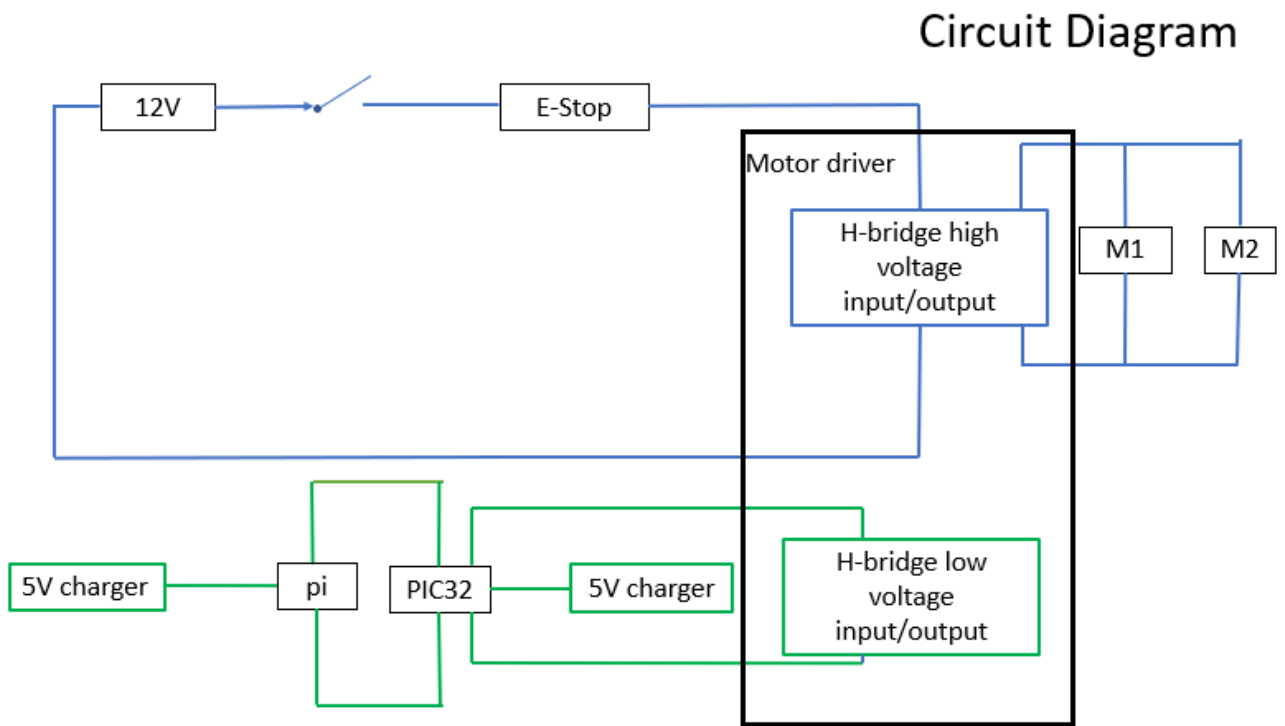 Circuit Diagram
12V
E-Stop
Motor driver
H-bridge high
voltage
input/output
M1
M2
5V charger
pi
PIC32
5V charger
H-bridge low
voltage
input/output